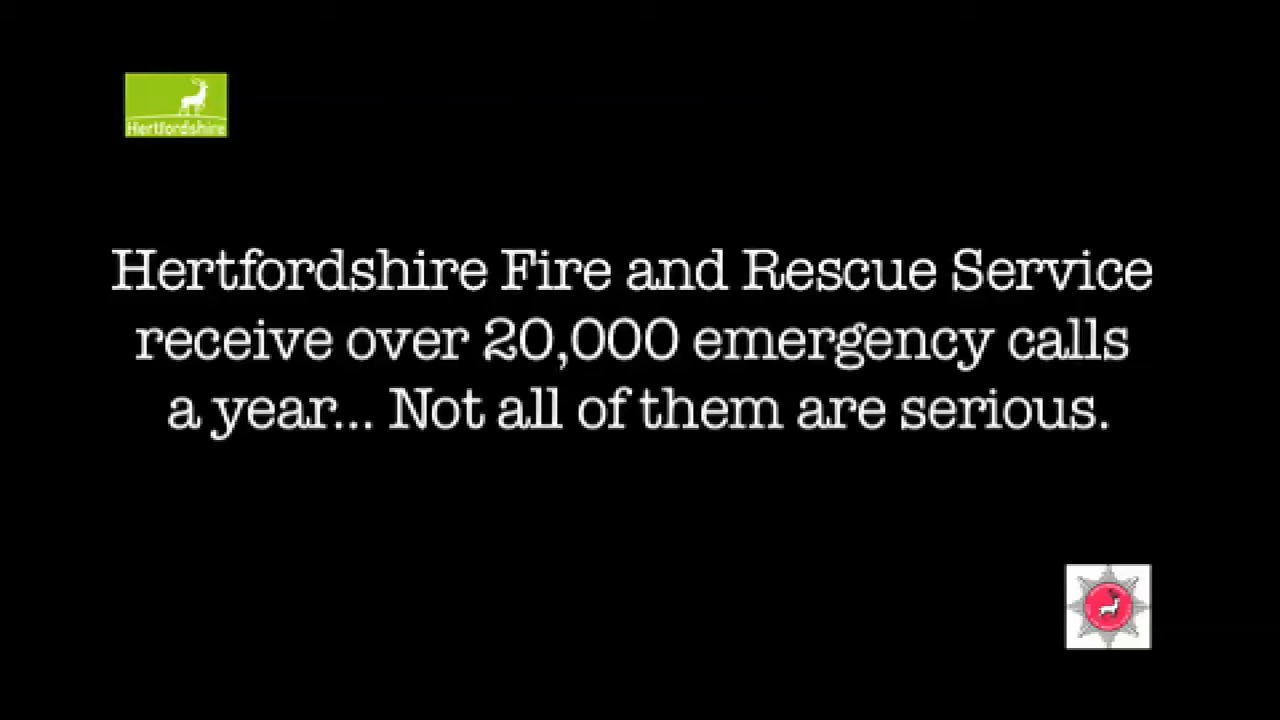 Hertfordshire
Hertfordshire Fire and Rescue Service
receive over 20,000 emergency calls
a year... Not all of them are serious.